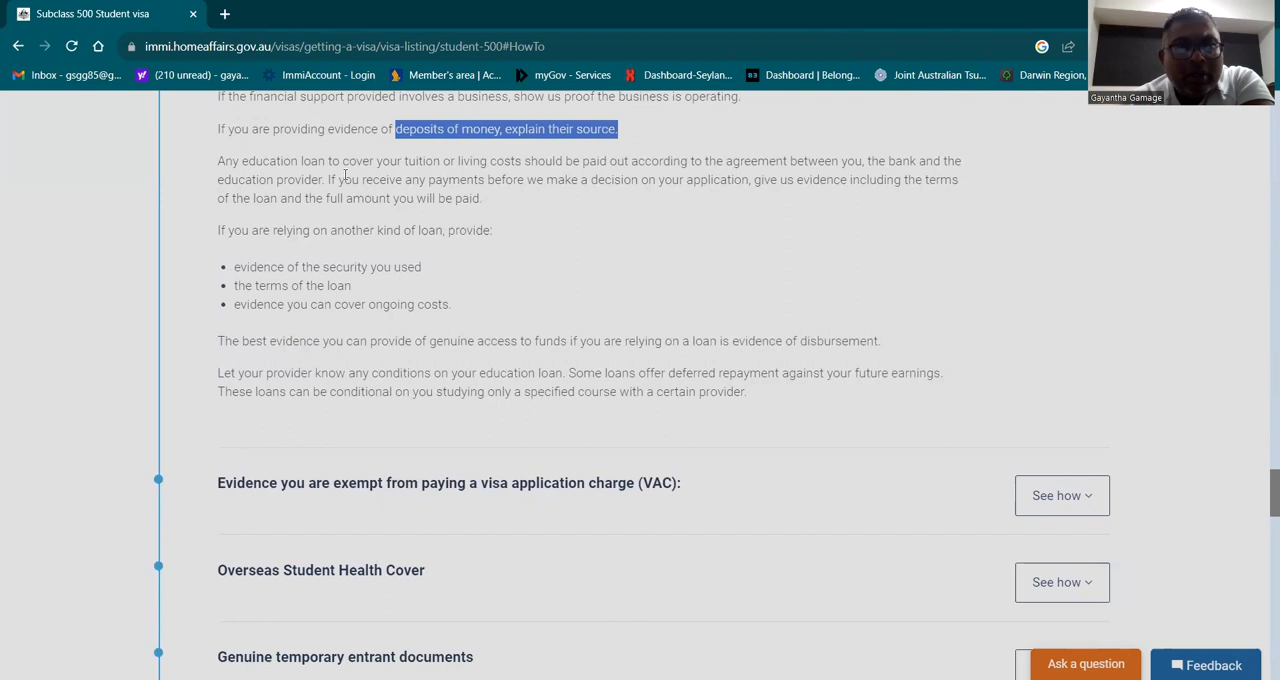 Subclass 500 Student visa
immi.homeaffairs.gov.au/visas/getting-a-visa/visa-listing/student-500#HowTo
Inbox - gsgg85@g... (210 unread) - gaya... ImmiAccount - Login Member's area | Ac... myGov - Services Dashboard-Seylan... Dashboard | Belong... Joint Australian Tsu... Darwin Region,
Gayantha Gamage
If the financial support provided involves a business, show us proof the business is operating.
If you are providing evidence of deposits of money, explain their source.
Any education loan to cover your tuition or living costs should be paid out according to the agreement between you, the bank and the
education provider. If you receive any payments before we make a decision on your application, give us evidence including the terms
of the loan and the full amount you will be paid.
If you are relying on another kind of loan, provide:
• evidence of the security you used
• the terms of the loan
• evidence you can cover ongoing costs.
The best evidence you can provide of genuine access to funds if you are relying on a loan is evidence of disbursement.
Let your provider know any conditions on your education loan. Some loans offer deferred repayment against your future earnings.
These loans can be conditional on you studying only a specified course with a certain provider.
Evidence you are exempt from paying a visa application charge (VAC):
See how
Overseas Student Health Cover
See how
Genuine temporary entrant documents
Ask a question
Feedback